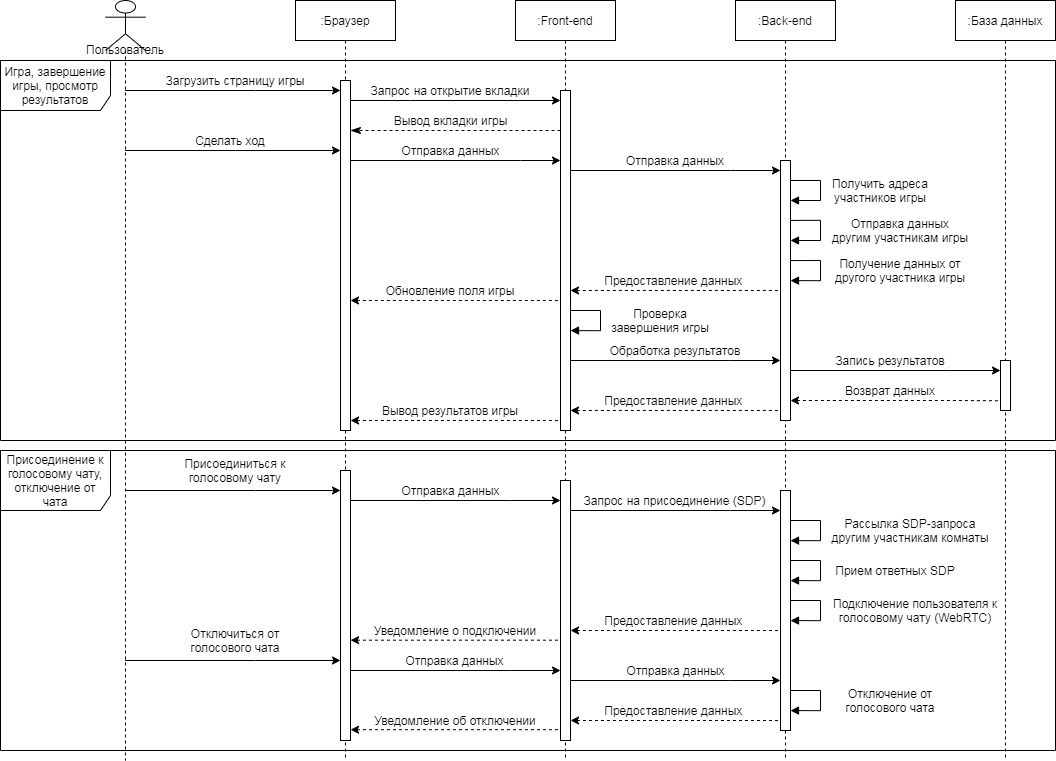 :Браузер
:Front-end
:Back-end
:База данных
Пользователь
Игра, завершение
игры, просмотр
результатов
Загрузить страницу игры
Запрос на открытие вкладки
Вывод вкладки игры
Сделать ход
Отправка данных
Отправка данных
Получить адреса
участников игры
Отправка данных
другим участникам игры
Получение данных от
другого участника игры
Предоставление данных
Обновление поля игры
Проверка
завершения игры
Обработка результатов
Запись результатов
Возврат данных
Предоставление данных
Вывод результатов игры
Присоединение к
голосовому чату,
отключение от
чата
Присоединиться к
голосовому чату
Отправка данных
Запрос на присоединение (SDP)
Рассылка SDP-запроса
другим участникам комнаты
Прием ответных SDP
Подключение пользователя к
голосовому чату (WebRTC)
Предоставление данных
Уведомление о подключении
Отключиться от
голосового чата
Отправка данных
Отправка данных
Отключение от
голосового чата
Предоставление данных
Уведомление об отключении